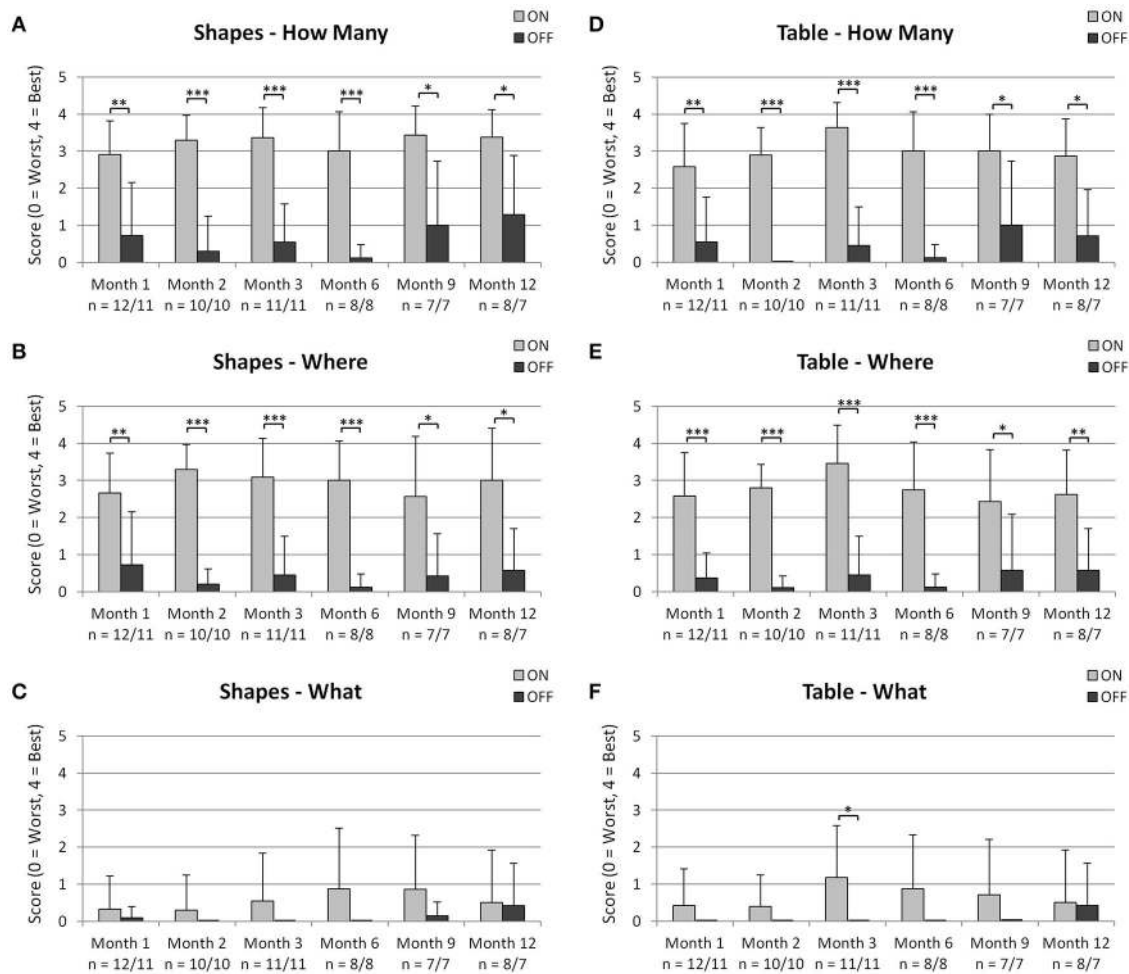 A
Shapes - How Many
ON
OFF
Score (0 = Worst, 4 = Best)
5
4
3
2
1
0
** *** *** *** * *
Month 1 Month 2 Month 3 Month 6 Month 9 Month 12
n = 12/11 n = 10/10 n = 11/11 n = 8/8 n = 7/7 n = 8/7
D
Table - How Many
ON
OFF
Score (0 = Worst, 4 = Best)
5
4
3
2
1
0
** *** *** *** * *
Month 1 Month 2 Month 3 Month 6 Month 9 Month 12
n = 12/11 n = 10/10 n = 11/11 n = 8/8 n = 7/7 n = 8/7
B
Shapes - Where
ON
OFF
Score (0 = Worst, 4 = Best)
5
4
3
2
1
0
** *** *** *** * *
Month 1 Month 2 Month 3 Month 6 Month 9 Month 12
n = 12/11 n = 10/10 n = 11/11 n = 8/8 n = 7/7 n = 8/7
E
Table - Where
ON
OFF
Score (0 = Worst, 4 = Best)
5
4
3
2
1
0
*** *** *** *** * **
Month 1 Month 2 Month 3 Month 6 Month 9 Month 12
n = 12/11 n = 10/10 n = 11/11 n = 8/8 n = 7/7 n = 8/7
C
Shapes - What
ON
OFF
Score (0 = Worst, 4 = Best)
5
4
3
2
1
0
Month 1 Month 2 Month 3 Month 6 Month 9 Month 12
n = 12/11 n = 10/10 n = 11/11 n = 8/8 n = 7/7 n = 8/7
F
Table - What
ON
OFF
Score (0 = Worst, 4 = Best)
5
4
3
2
1
0
*
Month 1 Month 2 Month 3 Month 6 Month 9 Month 12
n = 12/11 n = 10/10 n = 11/11 n = 8/8 n = 7/7 n = 8/7